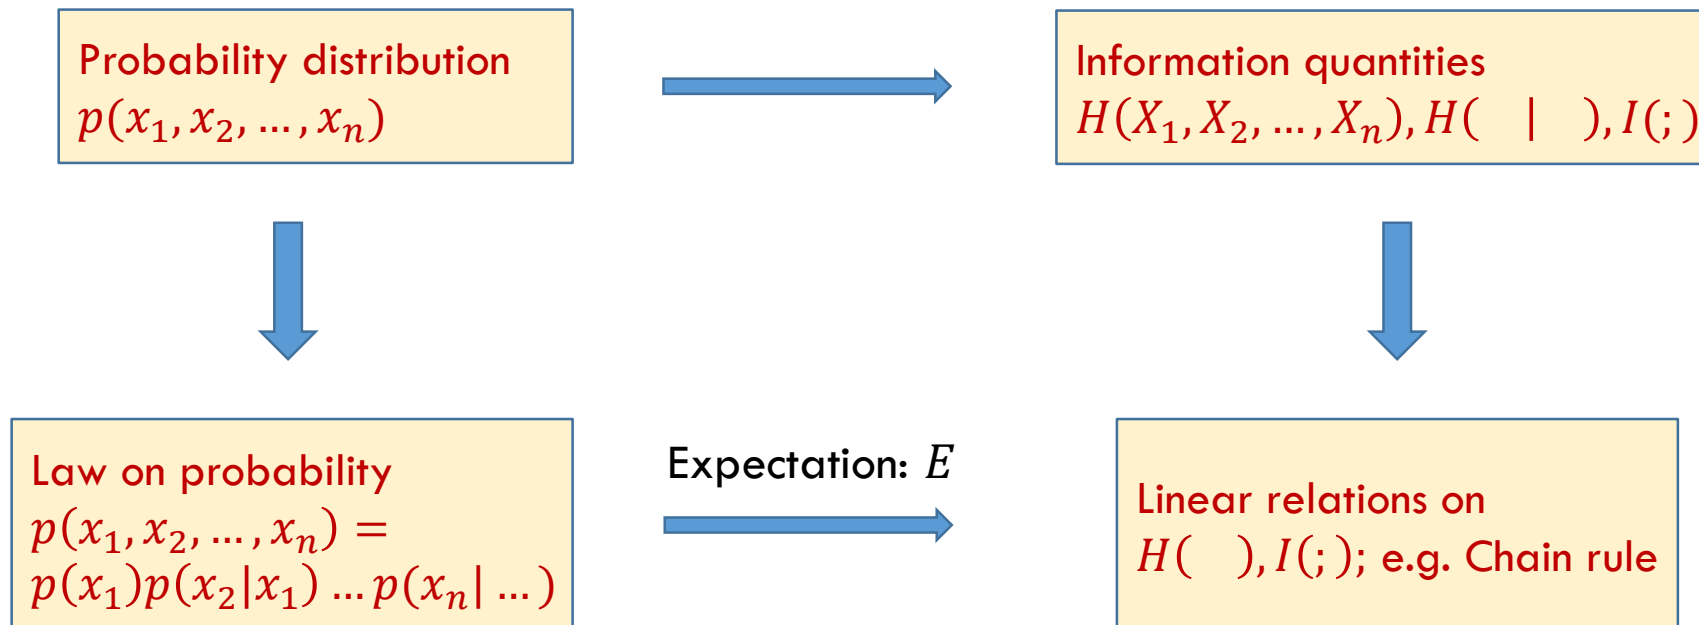 Probability distribution
p(x₁, x₂, …, xₙ)
Information quantities
H(X₁, X₂, …, Xₙ), H(   |   ), I(; )
Law on probability
p(x₁, x₂, …, xₙ) =
p(x₁)p(x₂|x₁) … p(xₙ| …)
Expectation: E
Linear relations on
H(   ), I(; ); e.g. Chain rule